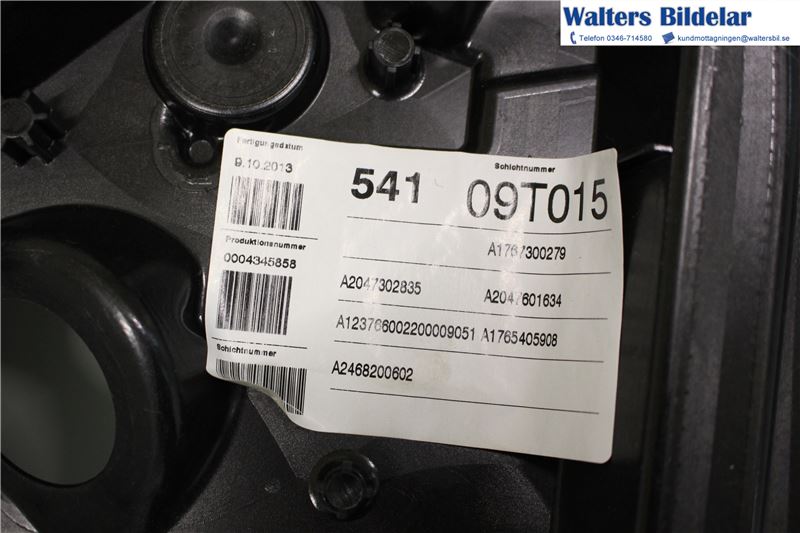 Walters Bildelar
Telefon 0346-714580 kundmottagningen@waltersbil.se
Fertigungsdatum
9.10.2013
541
Schichtnummer
09T015
Produktionsnummer
0004345858
A1767300279
A2047302835 A2047601634
A123766002200009051 A1765405908
Schichtnummer
A2468200602